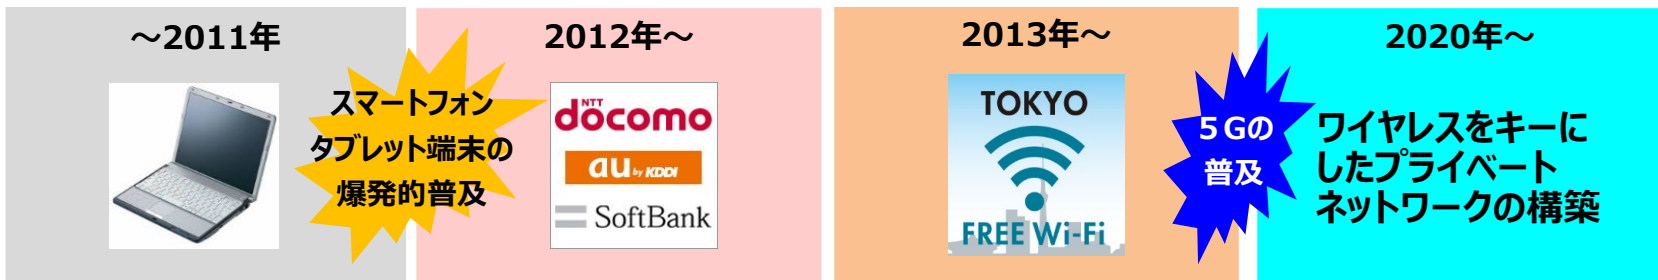 ～2011年
スマートフォン
タブレット端末の
爆発的普及
2012年～
NTT
döcomo
au by KDDI
SoftBank
2013年～
TOKYO
FREE Wi-Fi
５Gの
普及
2020年～
ワイヤレスをキーに
したプライベート
ネットワークの構築